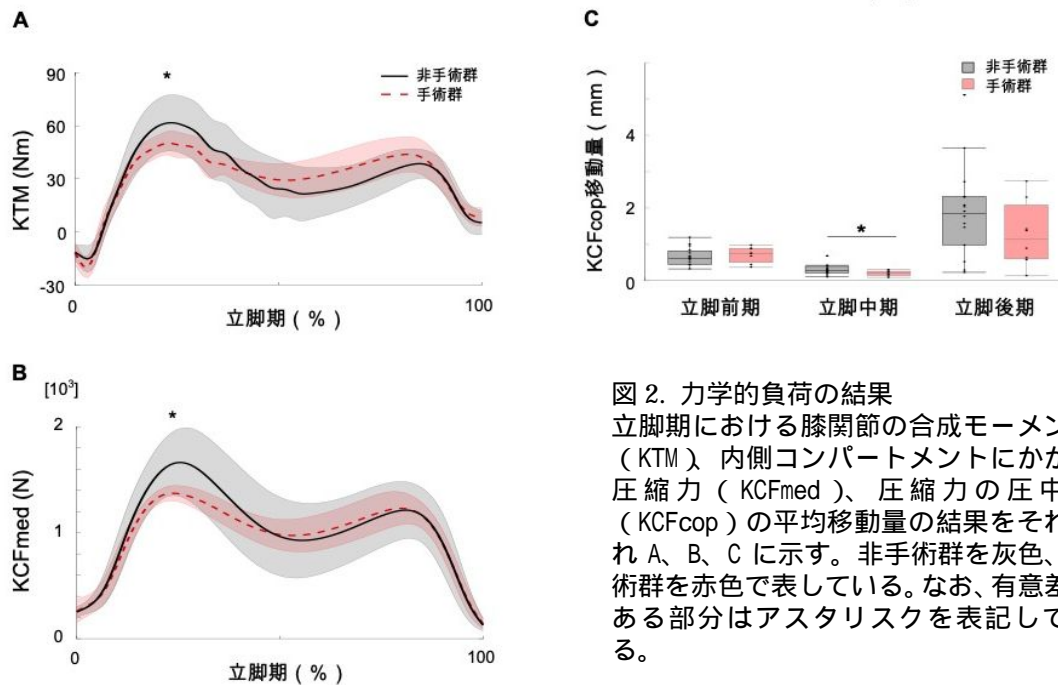 A
90
60
30
0
-30
KTM (Nm)
*
非手術群
手術群
0
100
立脚期 ( % )
B
[10³]
2
1
0
KCFmed (N)
*
0
100
立脚期 ( % )
C
KCFcop移動量 ( mm )
4
2
0
非手術群
手術群
*
立脚前期 立脚中期 立脚後期
図 2. 力学的負荷の結果
立脚期における膝関節の合成モーメン
(KTM)、内側コンパートメントにかか
圧縮力 ( KCFmed )、圧縮力の圧中
(KCFcop) の平均移動量の結果をそれ
れ A、B、C に示す。非手術群を灰色、
術群を赤色で表している。なお、有意差
ある部分はアスタリスクを表記して
る。